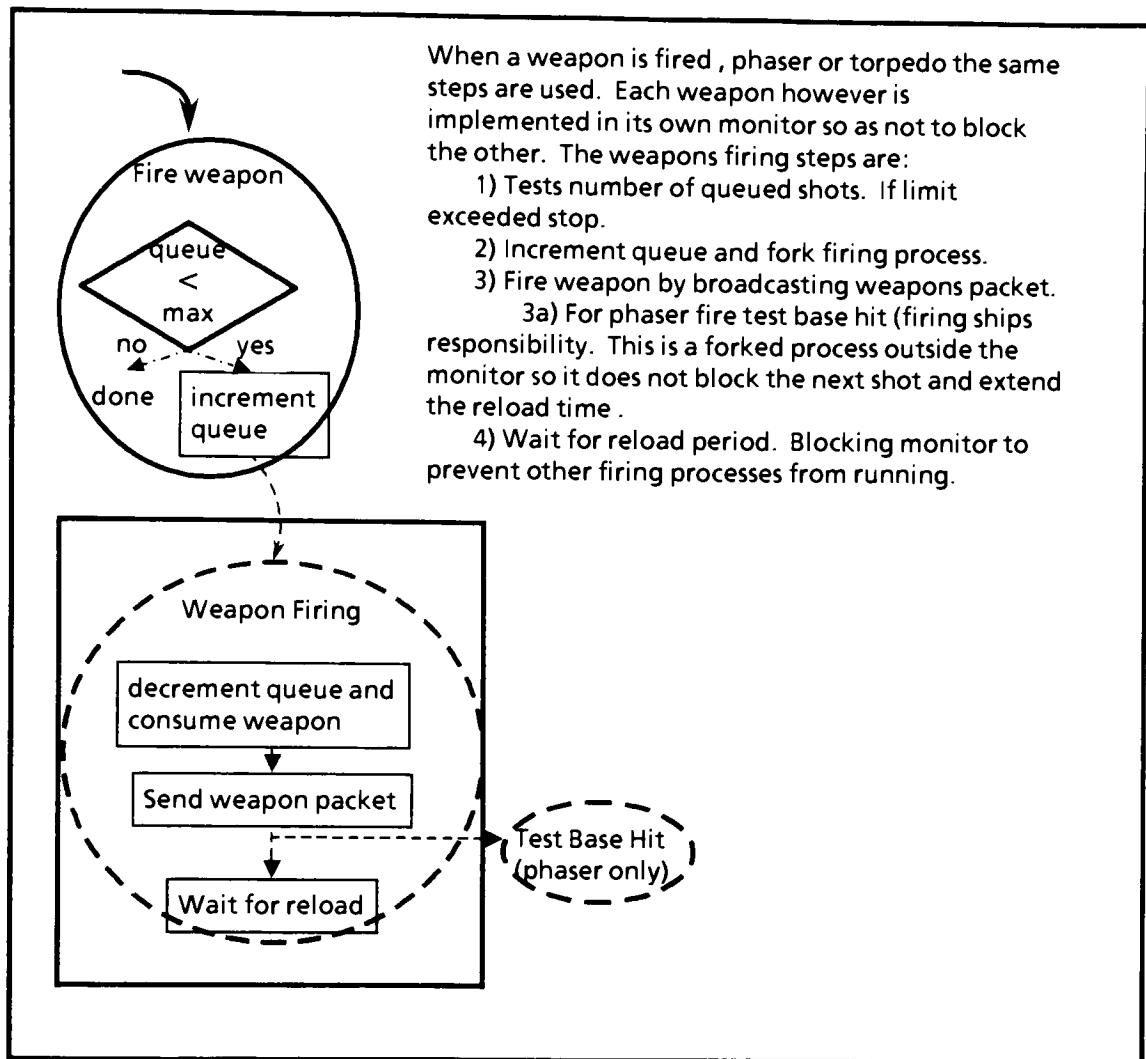 When a weapon is fired , phaser or torpedo the same
steps are used. Each weapon however is
implemented in its own monitor so as not to block
the other. The weapons firing steps are:
1) Tests number of queued shots. If limit
exceeded stop.
2) Increment queue and fork firing process.
3) Fire weapon by broadcasting weapons packet.
3a) For phaser fire test base hit (firing ships
responsibility. This is a forked process outside the
monitor so it does not block the next shot and extend
the reload time .
4) Wait for reload period. Blocking monitor to
prevent other firing processes from running.
Fire weapon
queue
<
max
no
yes
done
increment
queue
Weapon Firing
decrement queue and
consume weapon
Send weapon packet
Test Base Hit
(phaser only)
Wait for reload